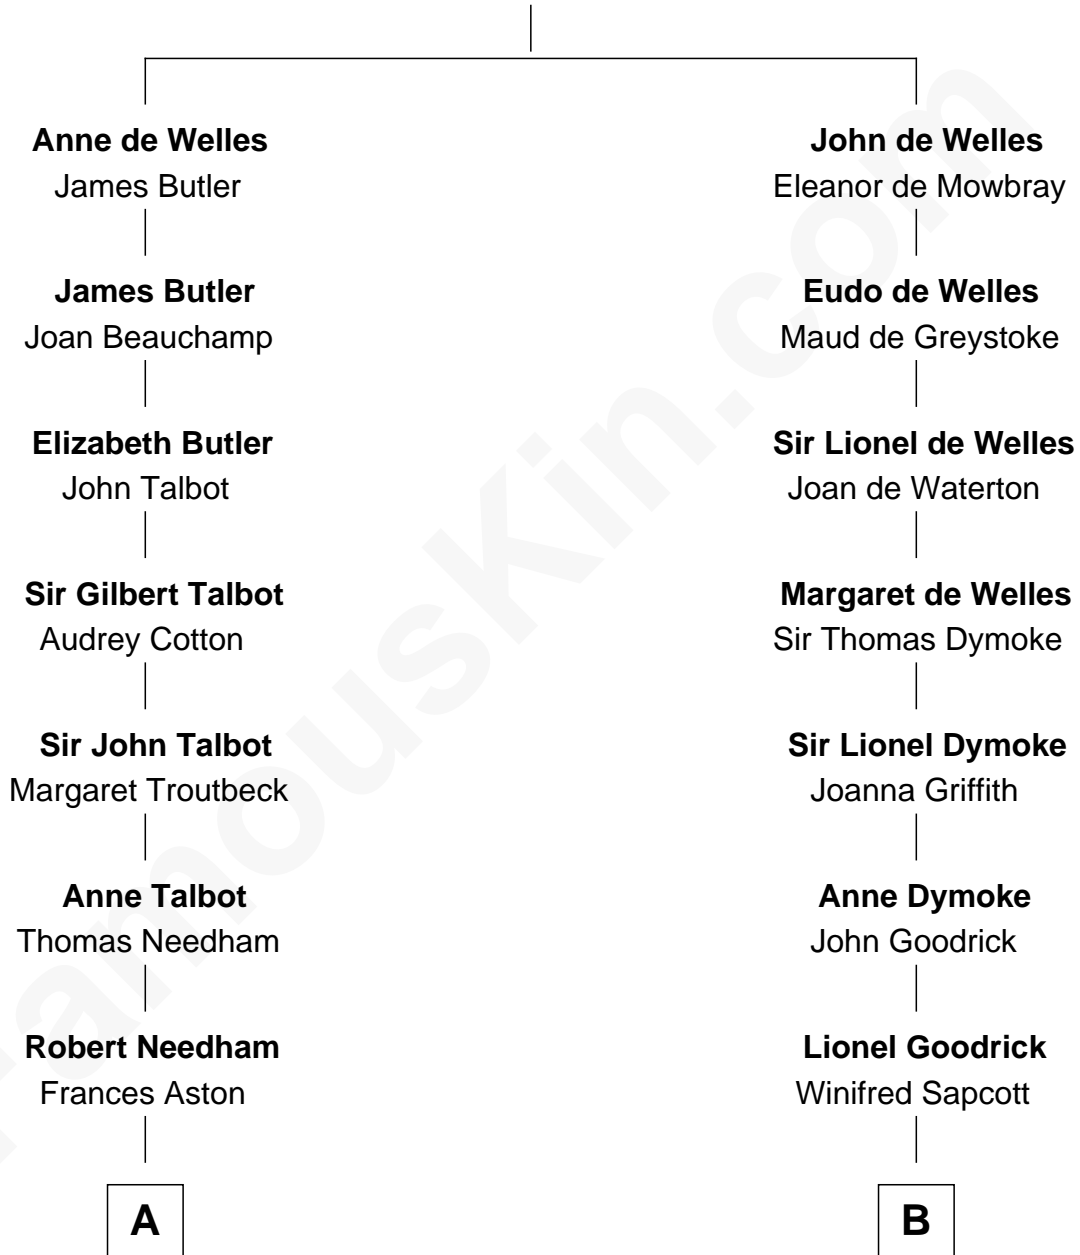 Anne de Welles
James Butler
James Butler
Joan Beauchamp
Elizabeth Butler
John Talbot
Sir Gilbert Talbot
Audrey Cotton
Sir John Talbot
Margaret Troutbeck
Anne Talbot
Thomas Needham
Robert Needham
Frances Aston
A
John de Welles
Eleanor de Mowbray
Eudo de Welles
Maud de Greystoke
Sir Lionel de Welles
Joan de Waterton
Margaret de Welles
Sir Thomas Dymoke
Sir Lionel Dymoke
Joanna Griffith
Anne Dymoke
John Goodrick
Lionel Goodrick
Winifred Sapcott
B
FamousKin.com